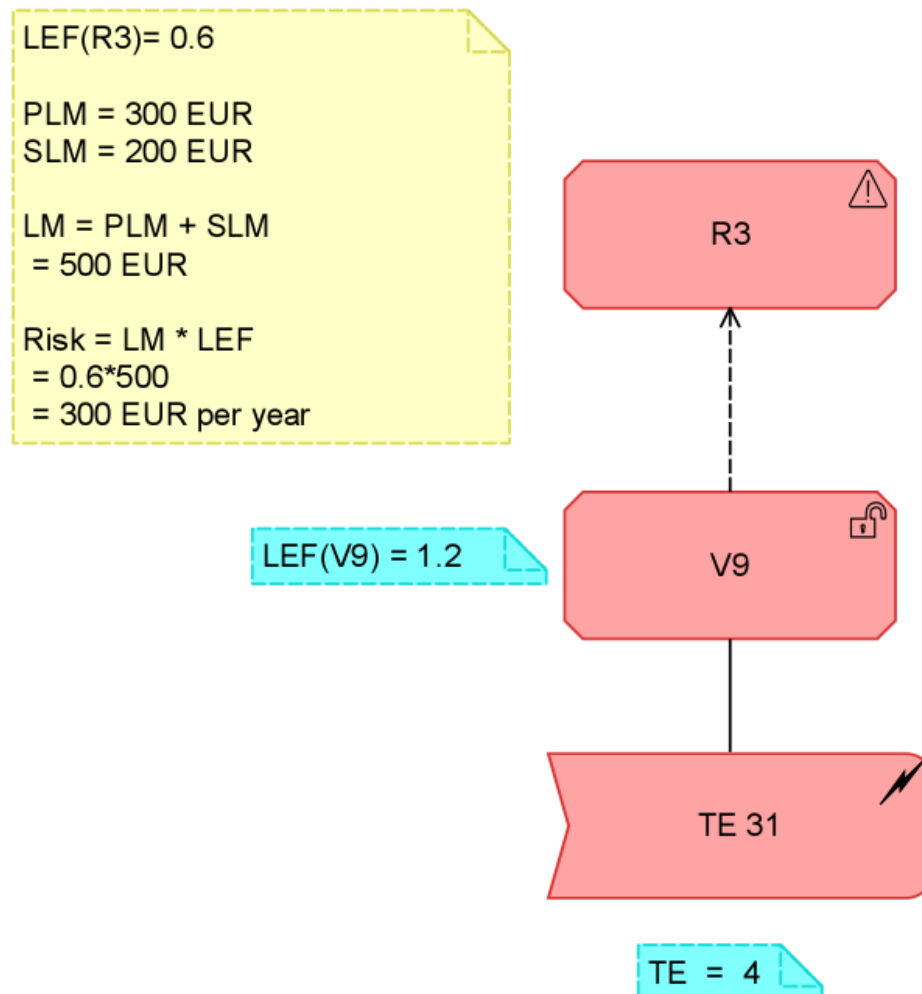 LEF(R3)= 0.6
PLM = 300 EUR
SLM = 200 EUR
LM = PLM + SLM
= 500 EUR
Risk = LM * LEF
= 0.6*500
= 300 EUR per year
R3
LEF(V9) = 1.2
V9
TE 31
TE = 4